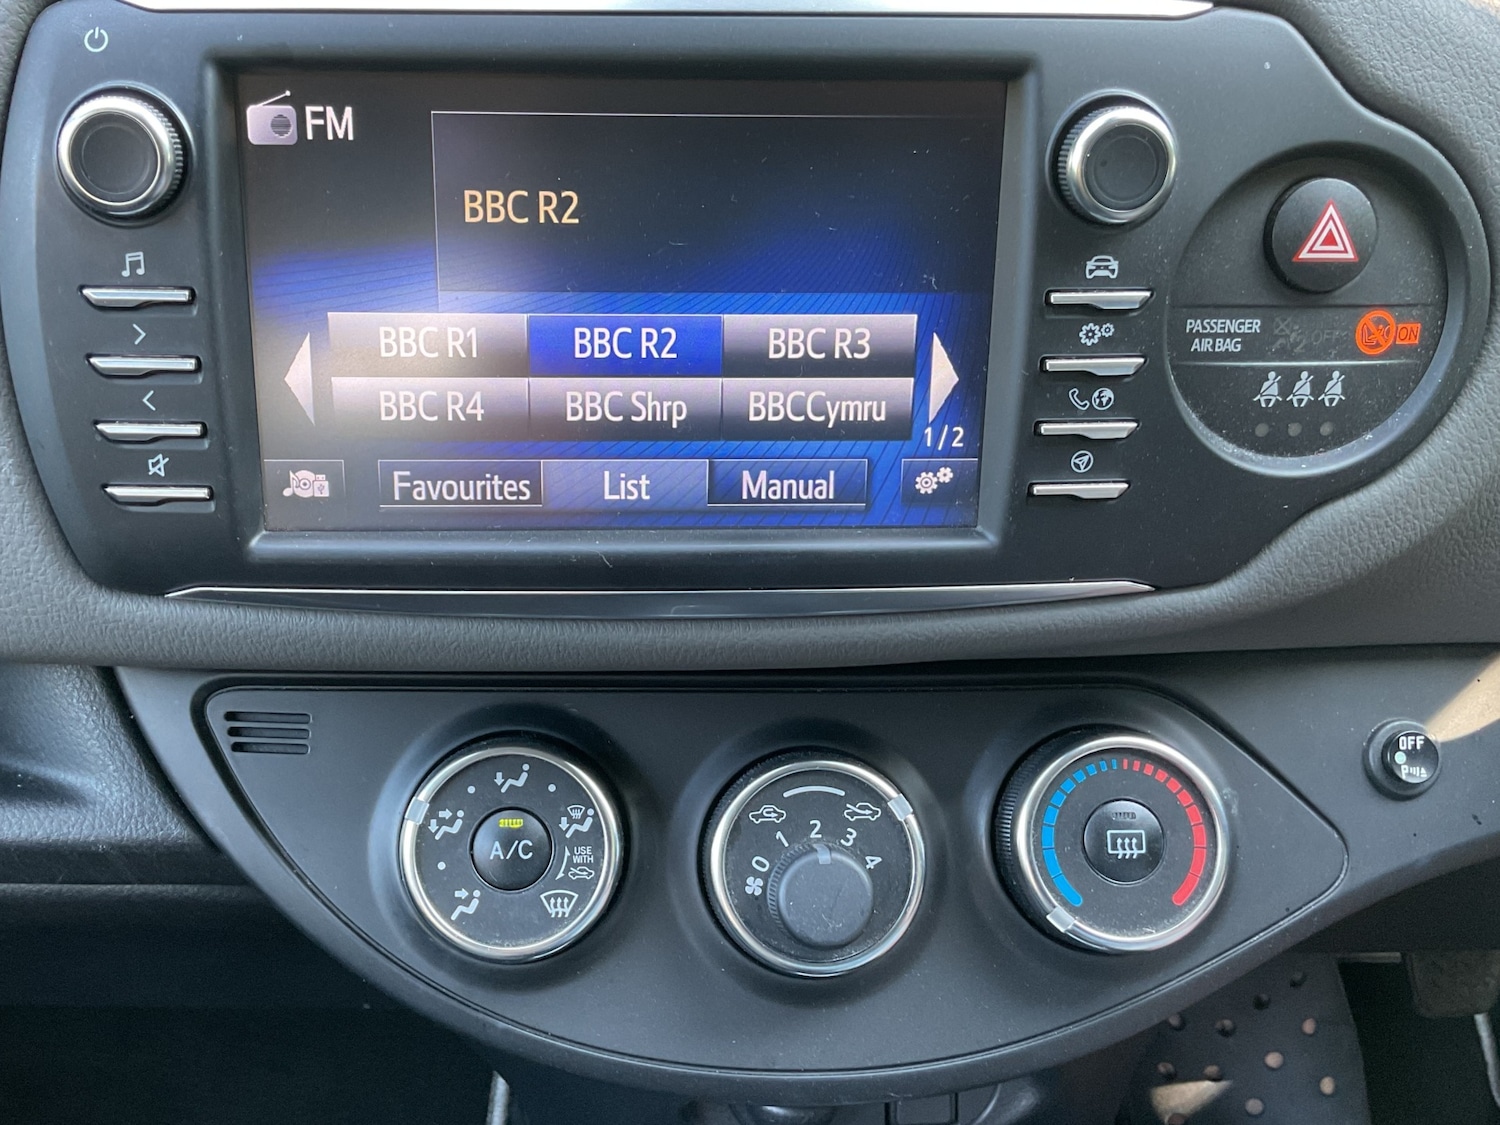 FM
BBC R2
BBC R1 BBC R2 BBC R3
BBC R4 BBC Shrp BBCCymru
1/2
Favourites List Manual
PASSENGER
AIR BAG
OFF
ON
A/C
USE
WITH
0 1 2 3 4
OFF
P